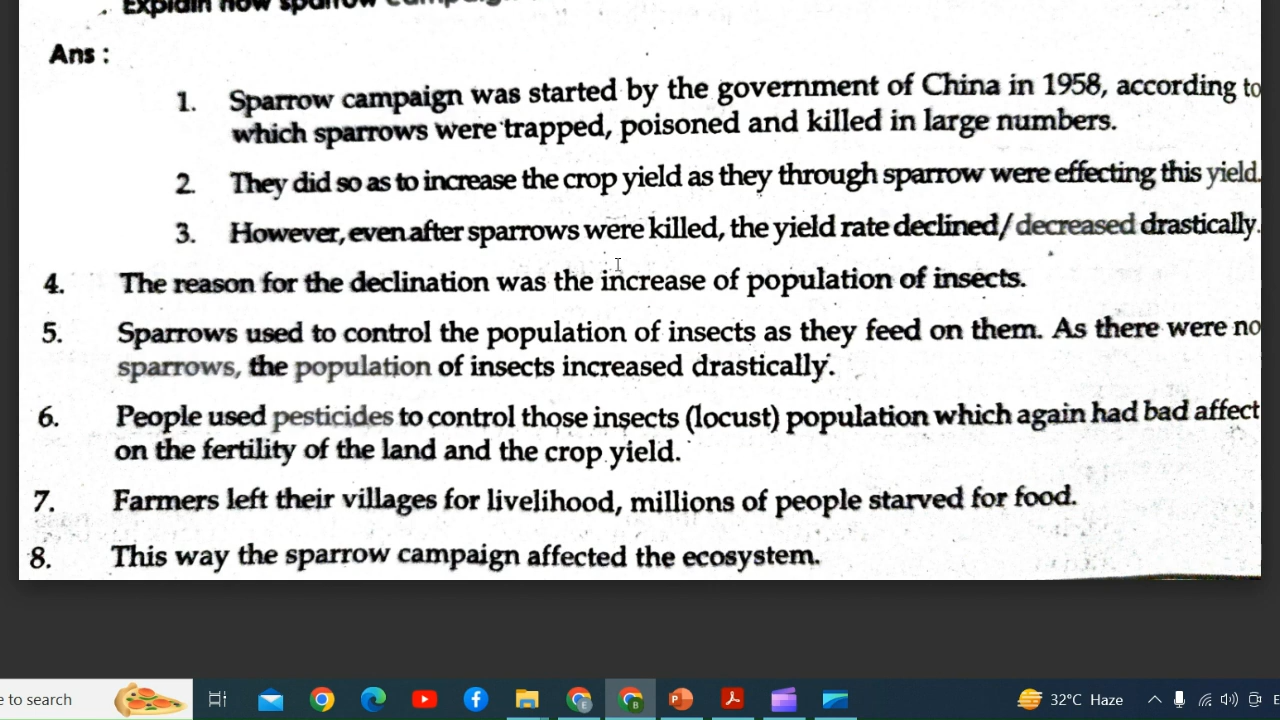 Explain how sparrow campaign
Ans :
1. Sparrow campaign was started by the government of China in 1958, according to
which sparrows were trapped, poisoned and killed in large numbers.
2. They did so as to increase the crop yield as they through sparrow were effecting this yield.
3. However, even after sparrows were killed, the yield rate declined/ decreased drastically.
4. The reason for the declination was the increase of population of insects.
5. Sparrows used to control the population of insects as they feed on them. As there were no
sparrows, the population of insects increased drastically.
6. People used pesticides to control those insects (locust) population which again had bad affect
on the fertility of the land and the crop yield.
7. Farmers left their villages for livelihood, millions of people starved for food.
8. This way the sparrow campaign affected the ecosystem.
e to search
32°C Haze